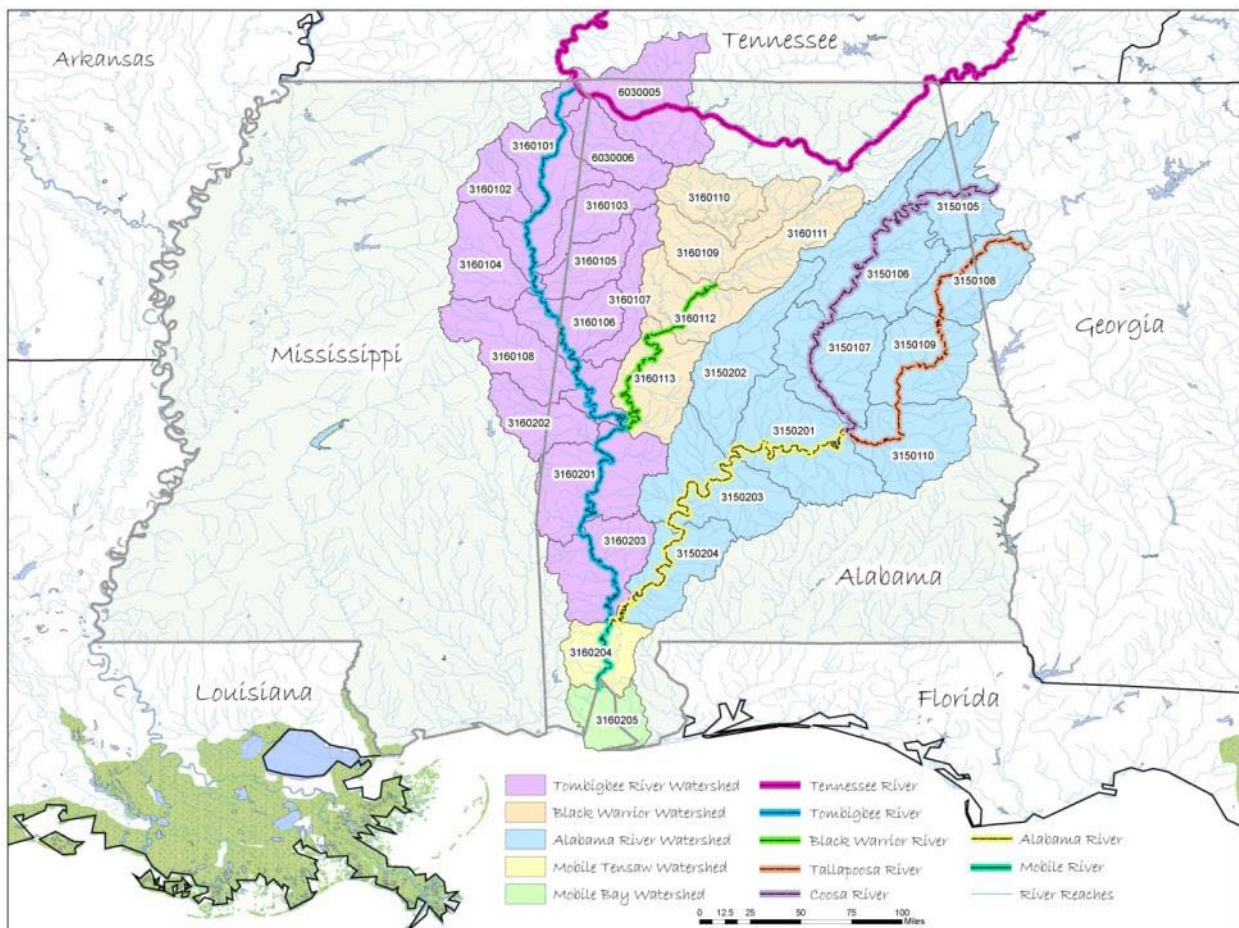 Arkansas
Tennessee
6030005
3160101
6030006
3160102
3160110
3160103
3150105
3160111
3160109
3160104
3160105
3150106
3150108
3160107
3160112
3160106
Georgia
Mississippi
3160108
3150107
3150109
3150202
3160113
3160202
3150201
3150110
3160201
3150203
3160203
3150204
Alabama
3160204
Louisiana
Florida
3160205
Tombigbee River Watershed
Black Warrior Watershed
Alabama River Watershed
Mobile Tensaw Watershed
Mobile Bay Watershed
Tennessee River
Tombigbee River
Black Warrior River
Tallapoosa River
Coosa River
Alabama River
Mobile River
River Reaches
0 12.5 25 50 75 100
Miles